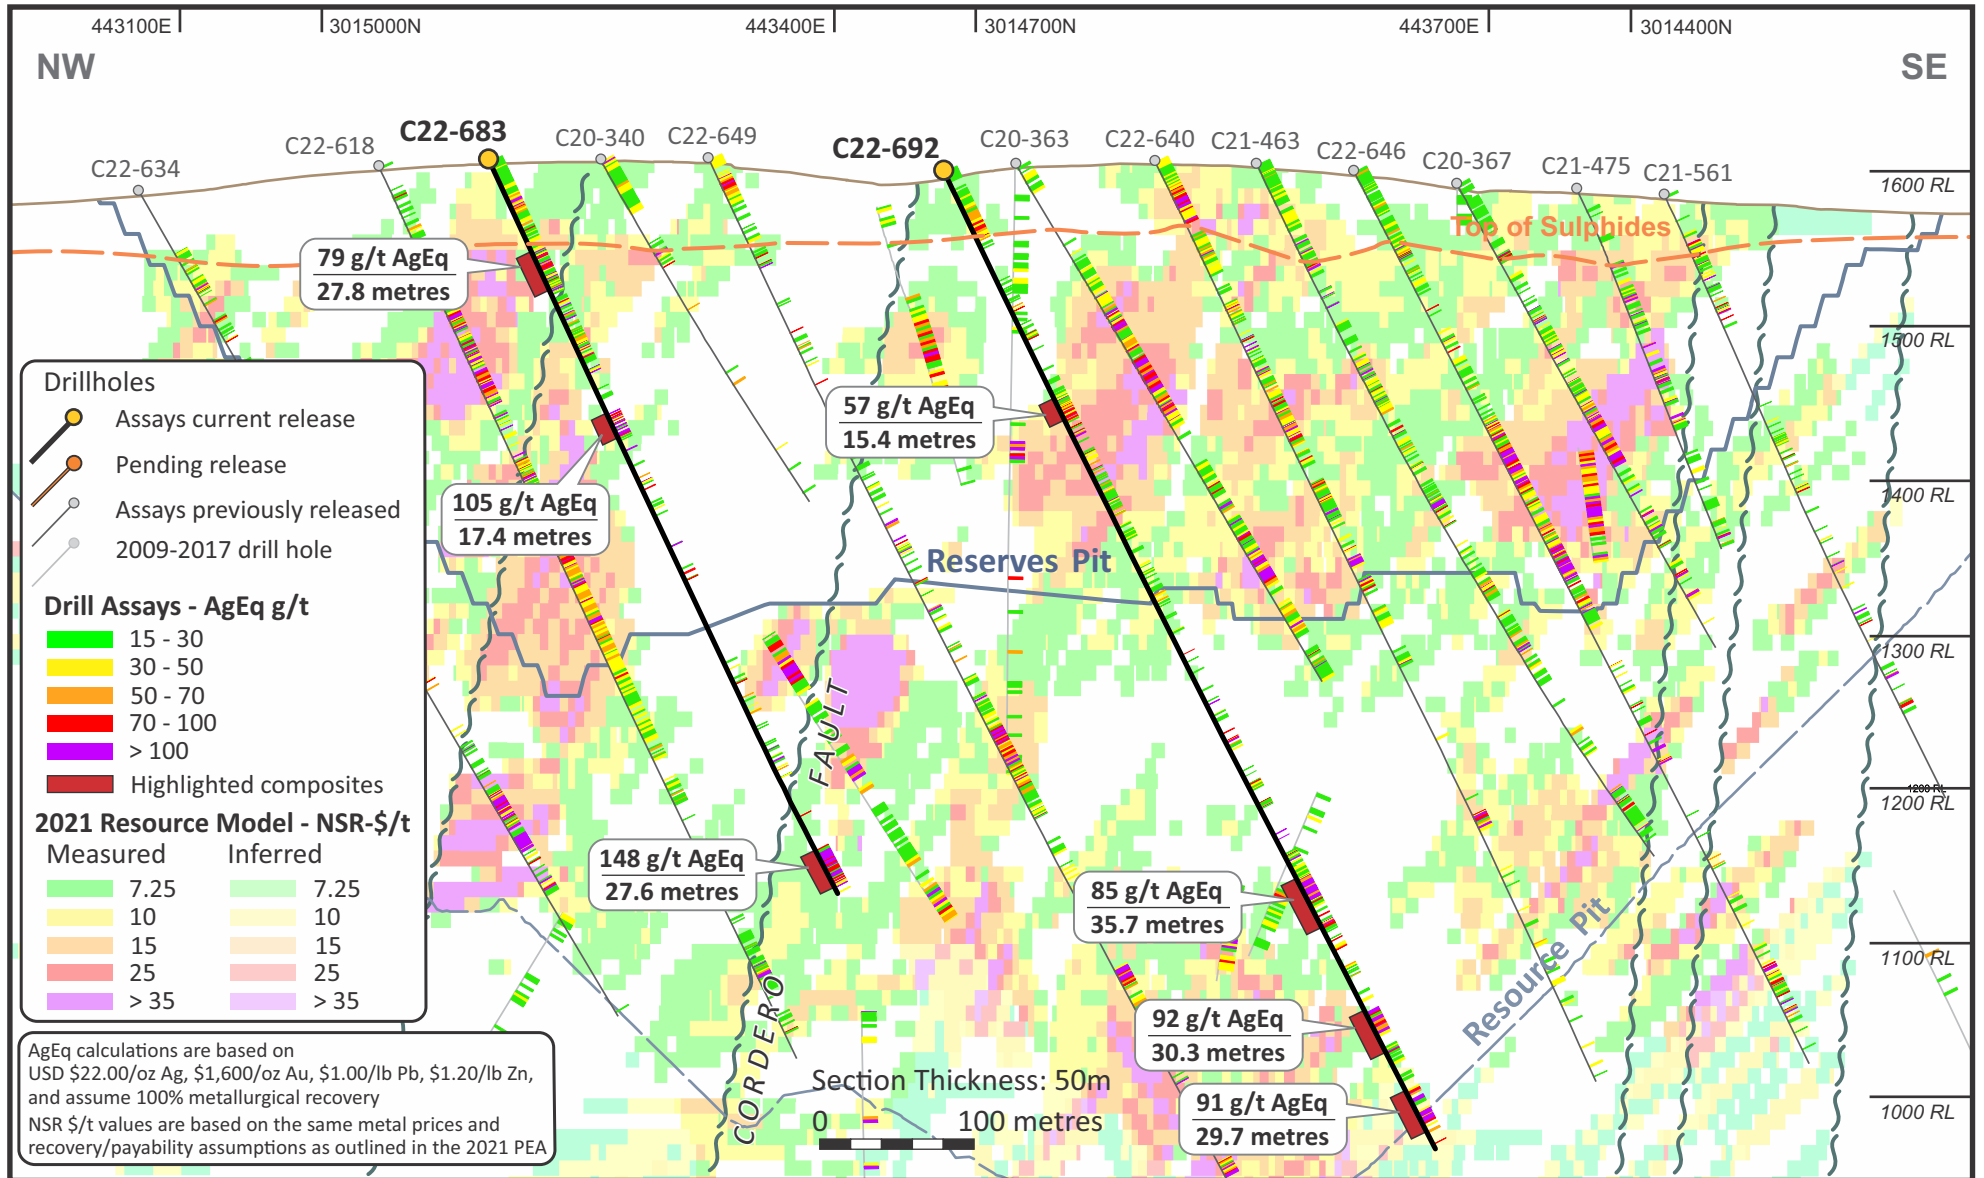 443100E
3015000N
443400E
3014700N
443700E
3014400N
NW
SE
C22-634
C22-618
C22-683
C20-340
C22-649
C22-692
C20-363
C22-640
C21-463
C22-646
C20-367
C21-475
C21-561
1600 RL
Top of Sulphides
79 g/t AgEq
27.8 metres
1500 RL
57 g/t AgEq
15.4 metres
105 g/t AgEq
17.4 metres
1400 RL
Reserves Pit
1300 RL
FAULT
1200 RL
1200 RL
148 g/t AgEq
27.6 metres
85 g/t AgEq
35.7 metres
1100 RL
Resource Pit
92 g/t AgEq
30.3 metres
CORDERO
91 g/t AgEq
29.7 metres
1000 RL
Section Thickness: 50m
0 100 metres
Drillholes
Assays current release
Pending release
Assays previously released
2009-2017 drill hole
Drill Assays - AgEq g/t
15 - 30
30 - 50
50 - 70
70 - 100
> 100
Highlighted composites
2021 Resource Model - NSR-$/t
Measured Inferred
7.25 7.25
10 10
15 15
25 25
> 35 > 35
AgEq calculations are based on
USD $22.00/oz Ag, $1,600/oz Au, $1.00/lb Pb, $1.20/lb Zn,
and assume 100% metallurgical recovery
NSR $/t values are based on the same metal prices and
recovery/payability assumptions as outlined in the 2021 PEA